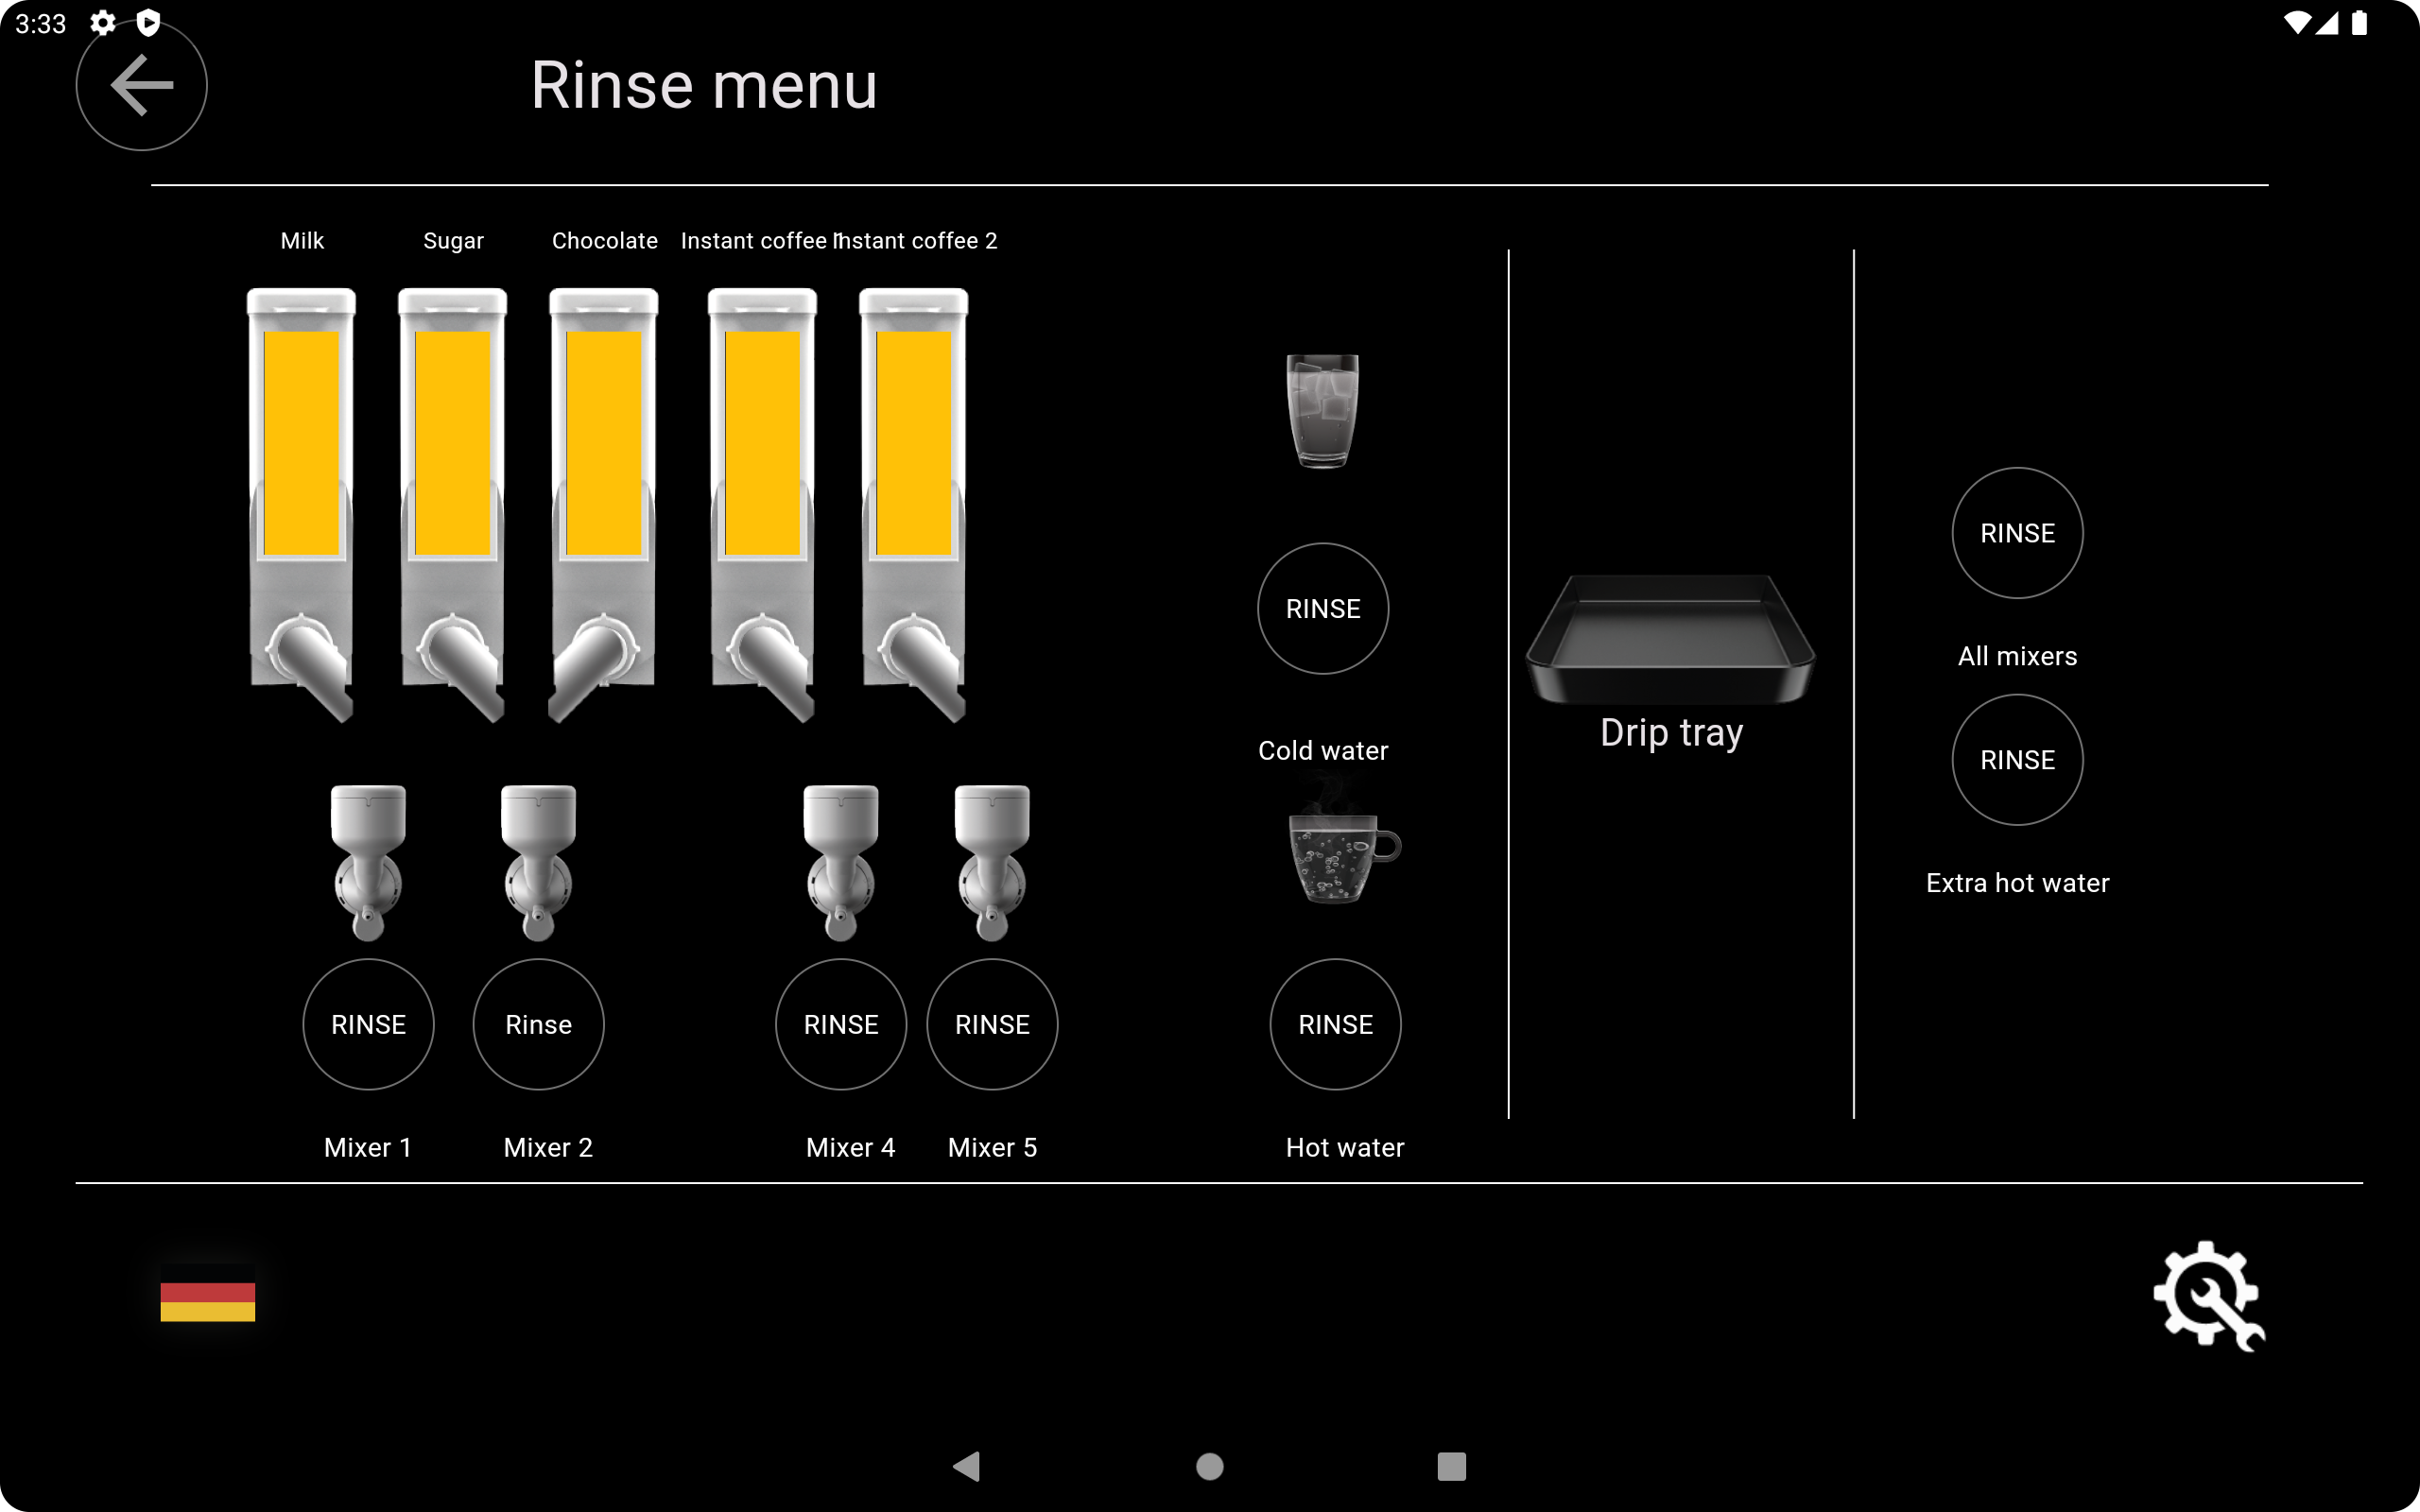 3:33
Rinse menu
Milk
Sugar
Chocolate
Instant coffee 1
Instant coffee 2
RINSE
Cold water
Drip tray
RINSE
All mixers
RINSE
Extra hot water
RINSE
Rinse
RINSE
RINSE
RINSE
Mixer 1
Mixer 2
Mixer 4
Mixer 5
Hot water